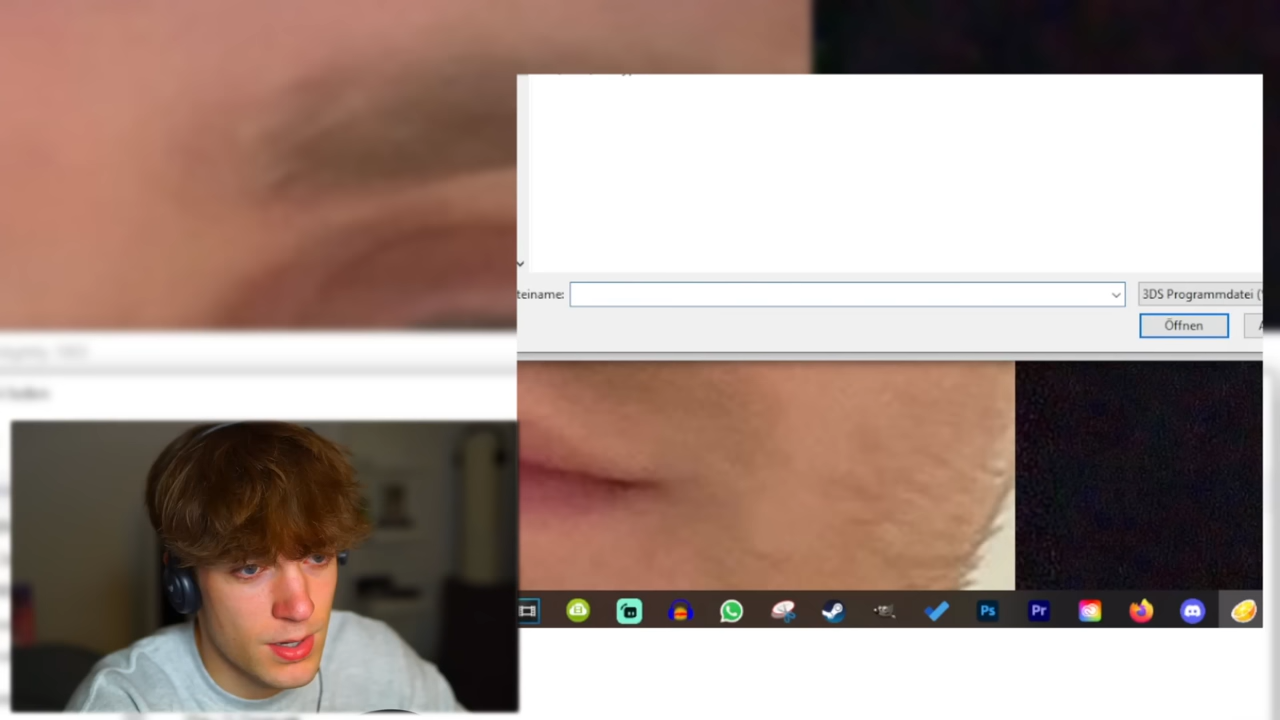 teiname:
3DS Programmdatei (
Öffnen
Ps
Pr